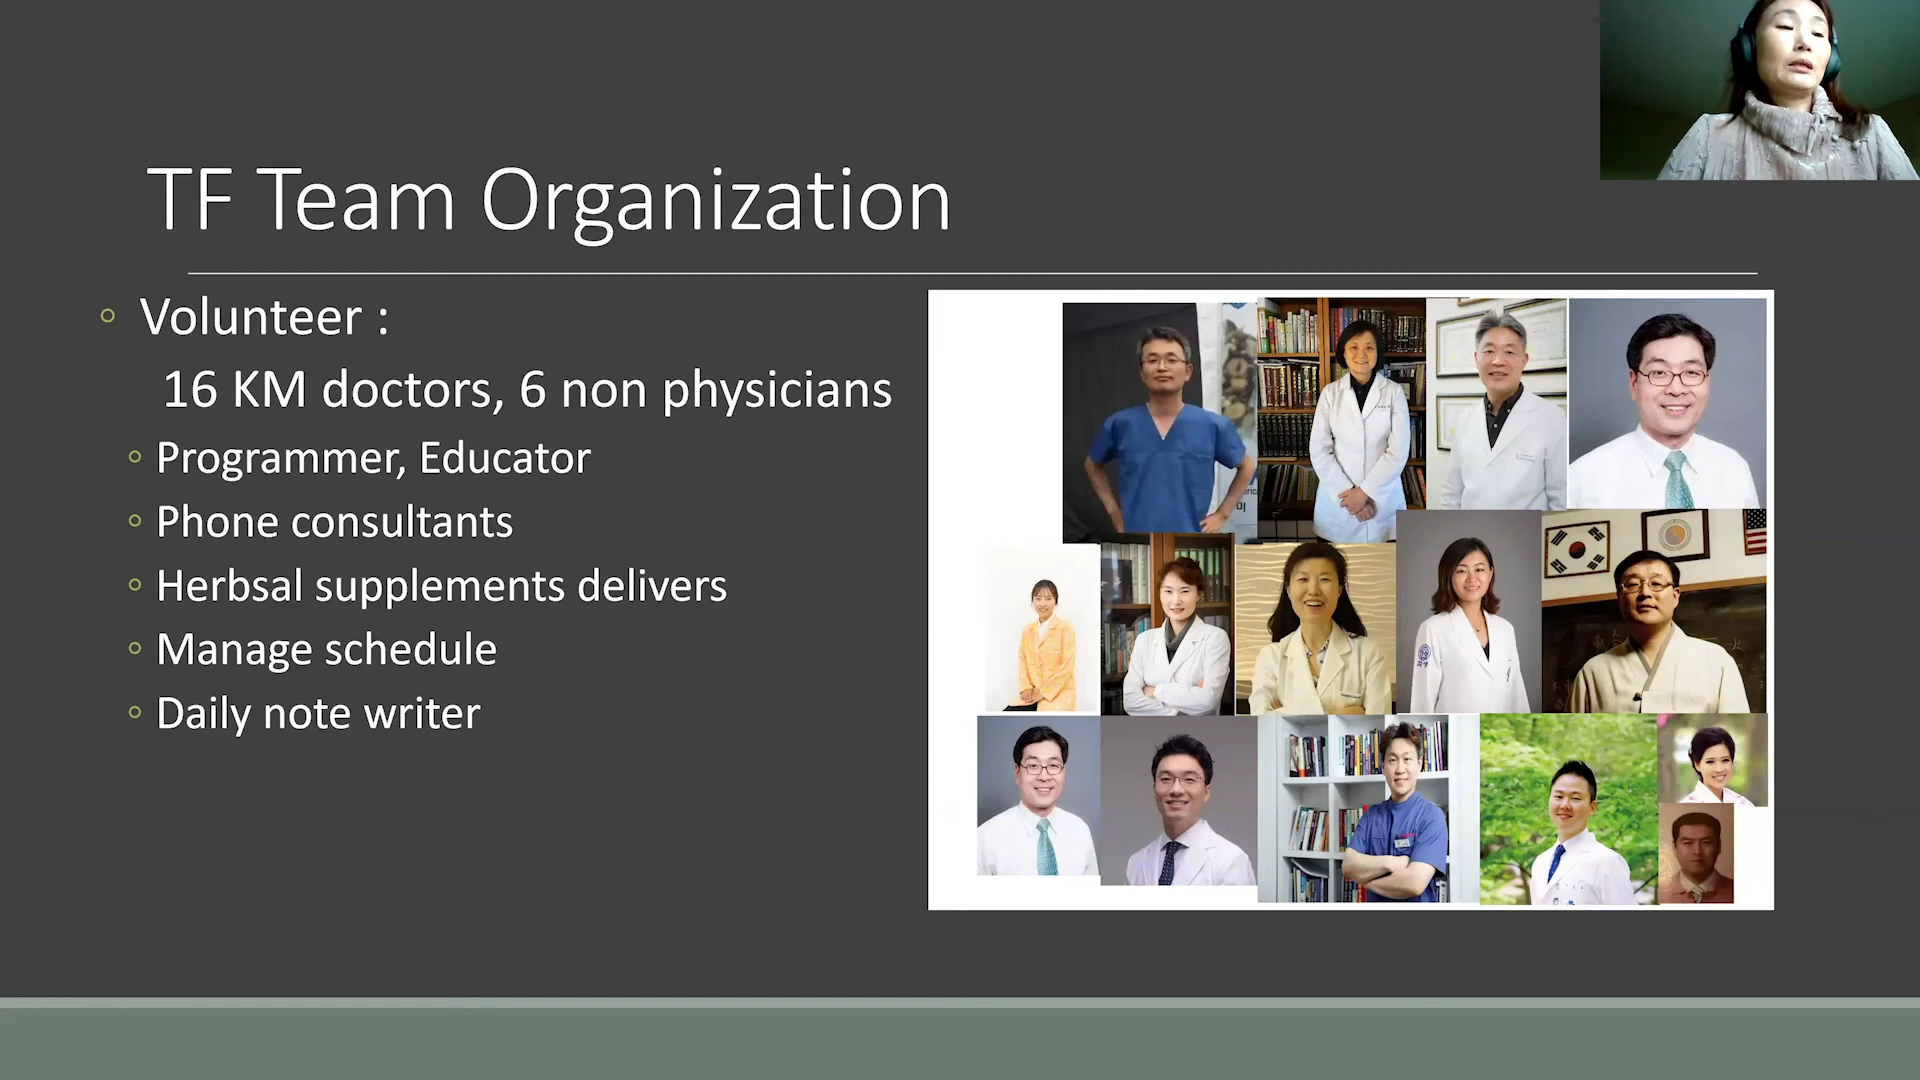 TF Team Organization
Volunteer :
16 KM doctors, 6 non physicians
Programmer, Educator
Phone consultants
Herbsal supplements delivers
Manage schedule
Daily note writer